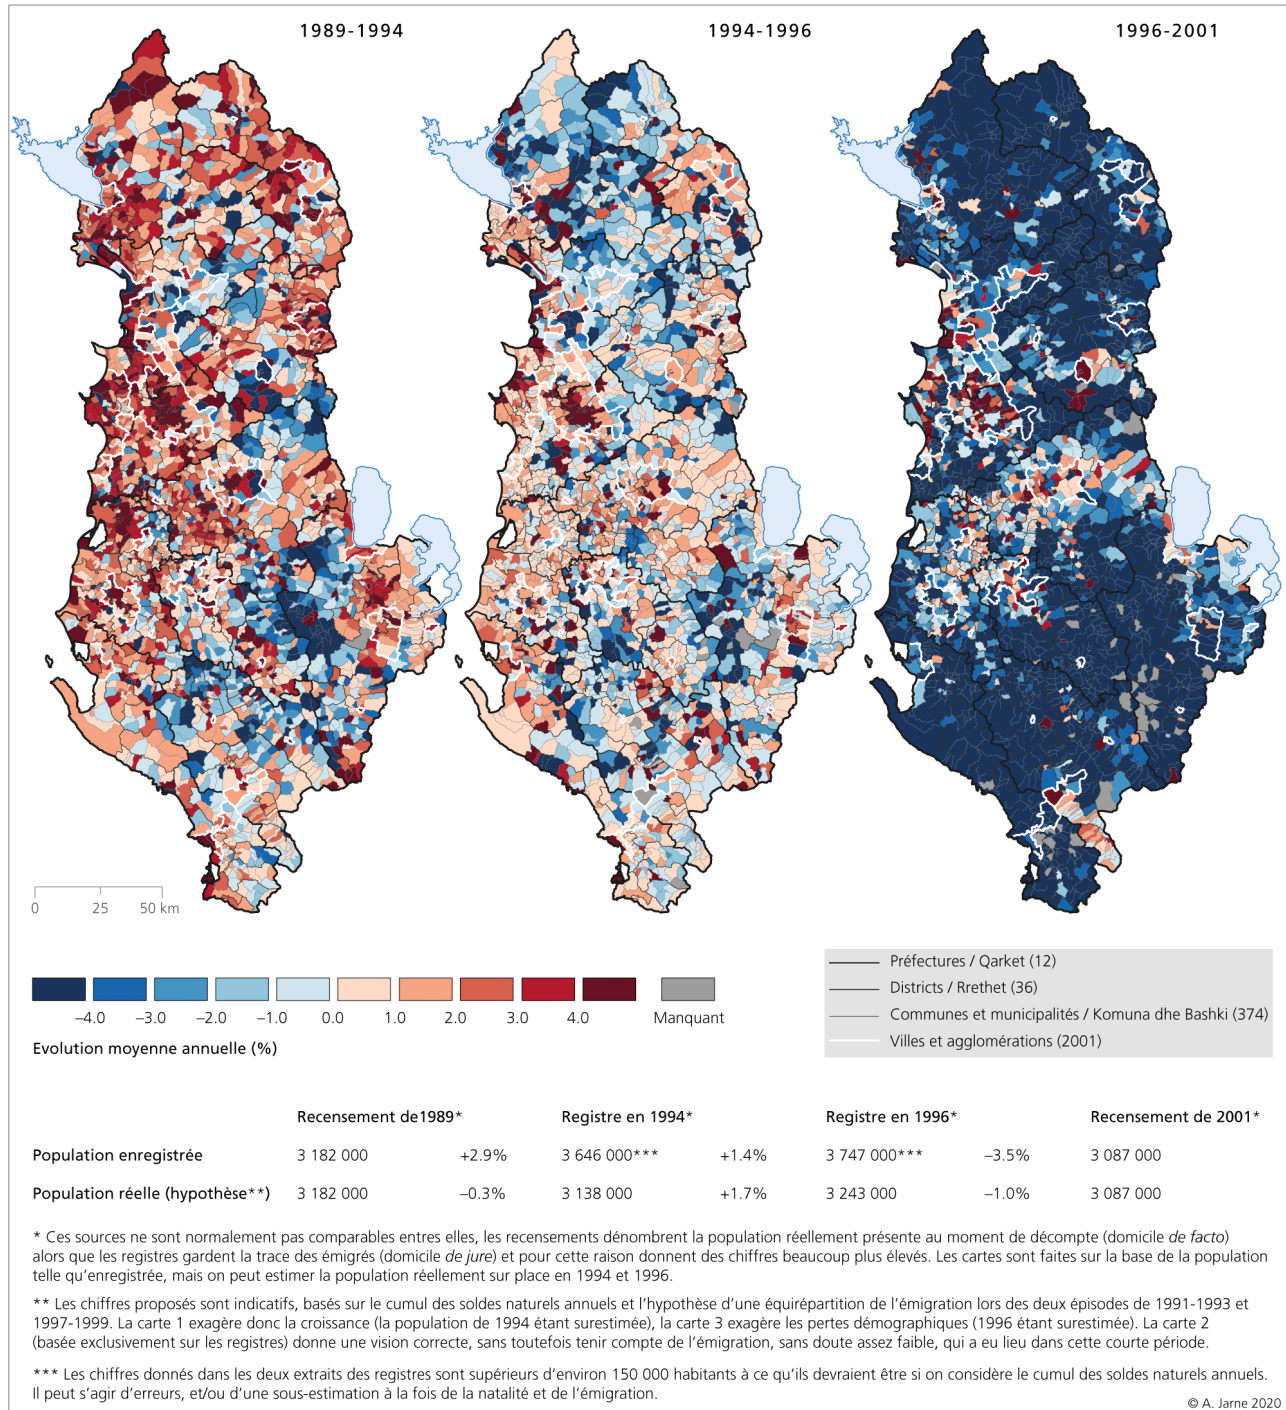 1989-1994
1994-1996
1996-2001
0 25 50 km
–4.0 –3.0 –2.0 –1.0 0.0 1.0 2.0 3.0 4.0 Manquant
Evolution moyenne annuelle (%)
Préfectures / Qarket (12)
Districts / Rrethet (36)
Communes et municipalités / Komuna dhe Bashki (374)
Villes et agglomérations (2001)
Recensement de1989* Registre en 1994* Registre en 1996* Recensement de 2001*
Population enregistrée 3 182 000 +2.9% 3 646 000*** +1.4% 3 747 000*** –3.5% 3 087 000
Population réelle (hypothèse**) 3 182 000 –0.3% 3 138 000 +1.7% 3 243 000 –1.0% 3 087 000
* Ces sources ne sont normalement pas comparables entres elles, les recensements dénombrent la population réellement présente au moment de décompte (domicile de facto)
alors que les registres gardent la trace des émigrés (domicile de jure) et pour cette raison donnent des chiffres beaucoup plus élevés. Les cartes sont faites sur la base de la population
telle qu'enregistrée, mais on peut estimer la population réellement sur place en 1994 et 1996.
** Les chiffres proposés sont indicatifs, basés sur le cumul des soldes naturels annuels et l'hypothèse d'une équirépartition de l'émigration lors des deux épisodes de 1991-1993 et
1997-1999. La carte 1 exagère donc la croissance (la population de 1994 étant surestimée), la carte 3 exagère les pertes démographiques (1996 étant surestimée). La carte 2
(basée exclusivement sur les registres) donne une vision correcte, sans toutefois tenir compte de l'émigration, sans doute assez faible, qui a eu lieu dans cette courte période.
*** Les chiffres donnés dans les deux extraits des registres sont supérieurs d'environ 150 000 habitants à ce qu'ils devraient être si on considère le cumul des soldes naturels annuels.
Il peut s'agir d'erreurs, et/ou d'une sous-estimation à la fois de la natalité et de l'émigration.
© A. Jarne 2020